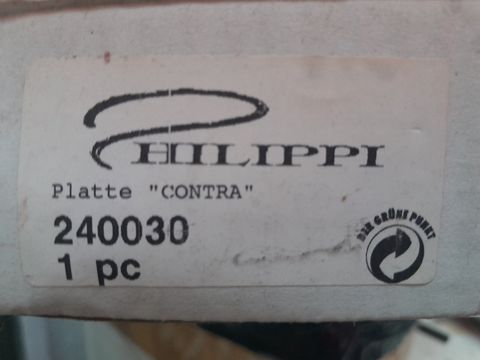 PHILIPPI
Platte "CONTRA"
240030
1 pc
DER GRÜNE PUNKT